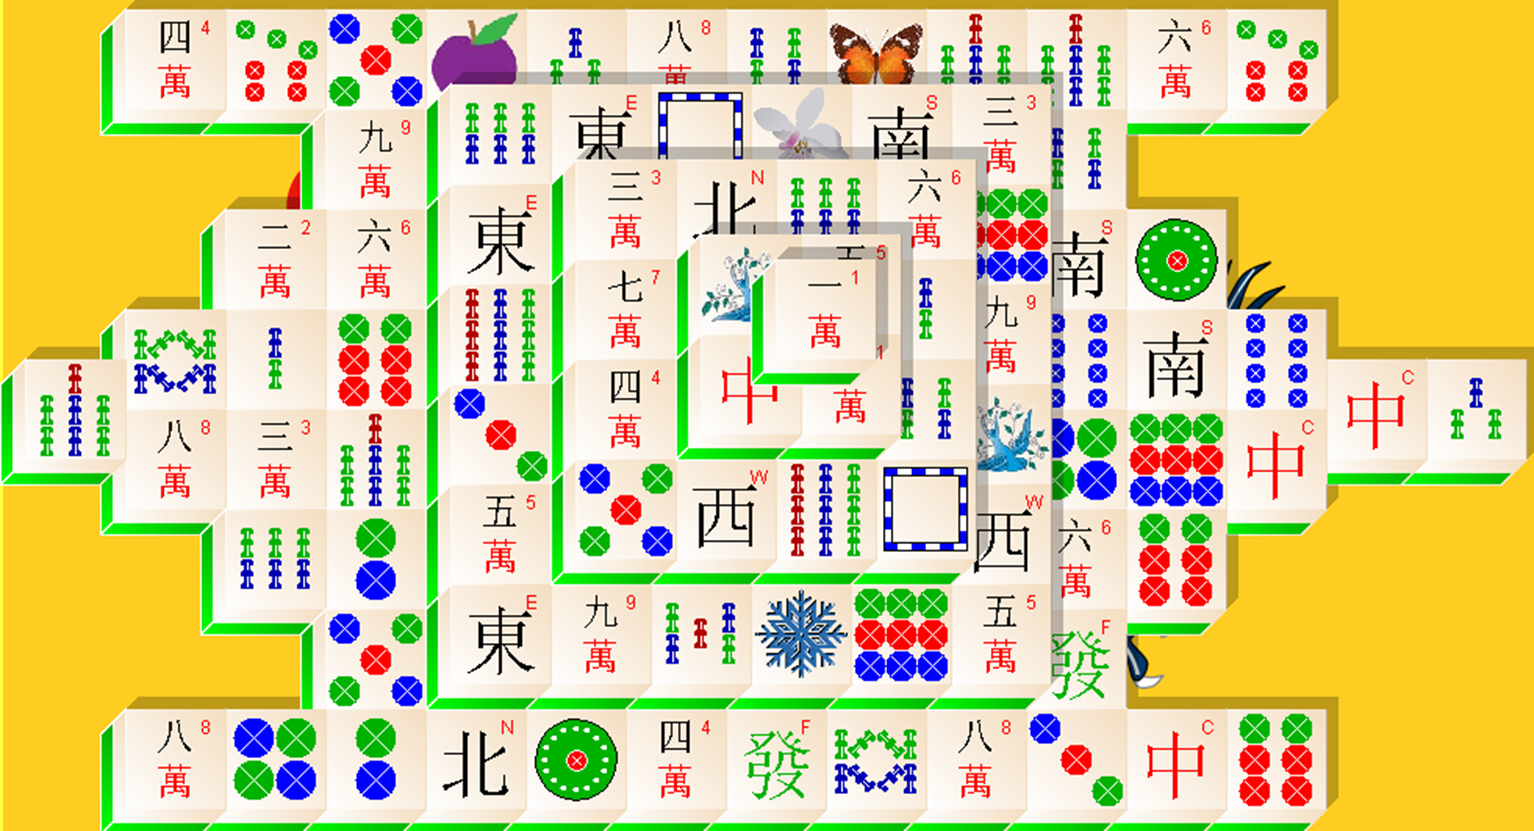 四 4 萬
八 8 萬
六 6 萬
九 9 萬
東 E
南 S
三 3 萬
二 2 萬
六 6 萬
東 E
三 3 萬
北 N
六 6 萬
南 S
七 7 萬
5
一 1 萬
九 9 萬
南 S
1
萬
四 4 萬
中
中 C
八 8 萬
三 3 萬
中 C
五 5 萬
西 W
西 W
六 6 萬
東 E
九 9 萬
五 5 萬
發 F
八 8 萬
北 N
四 4 萬
發 F
八 8 萬
中 C